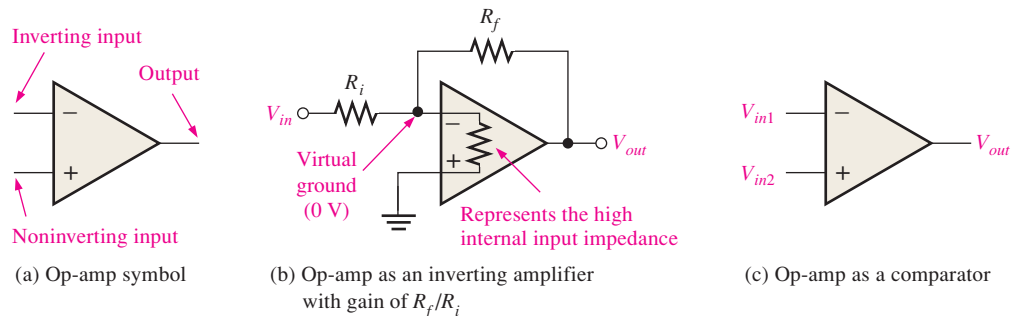 Inverting input
Output
−
+
Noninverting input
(a) Op-amp symbol
R_f
R_i
V_in
−
+
V_out
Virtual
ground
(0 V)
Represents the high
internal input impedance
(b) Op-amp as an inverting amplifier
with gain of R_f/R_i
V_in1
−
V_in2
+
V_out
(c) Op-amp as a comparator